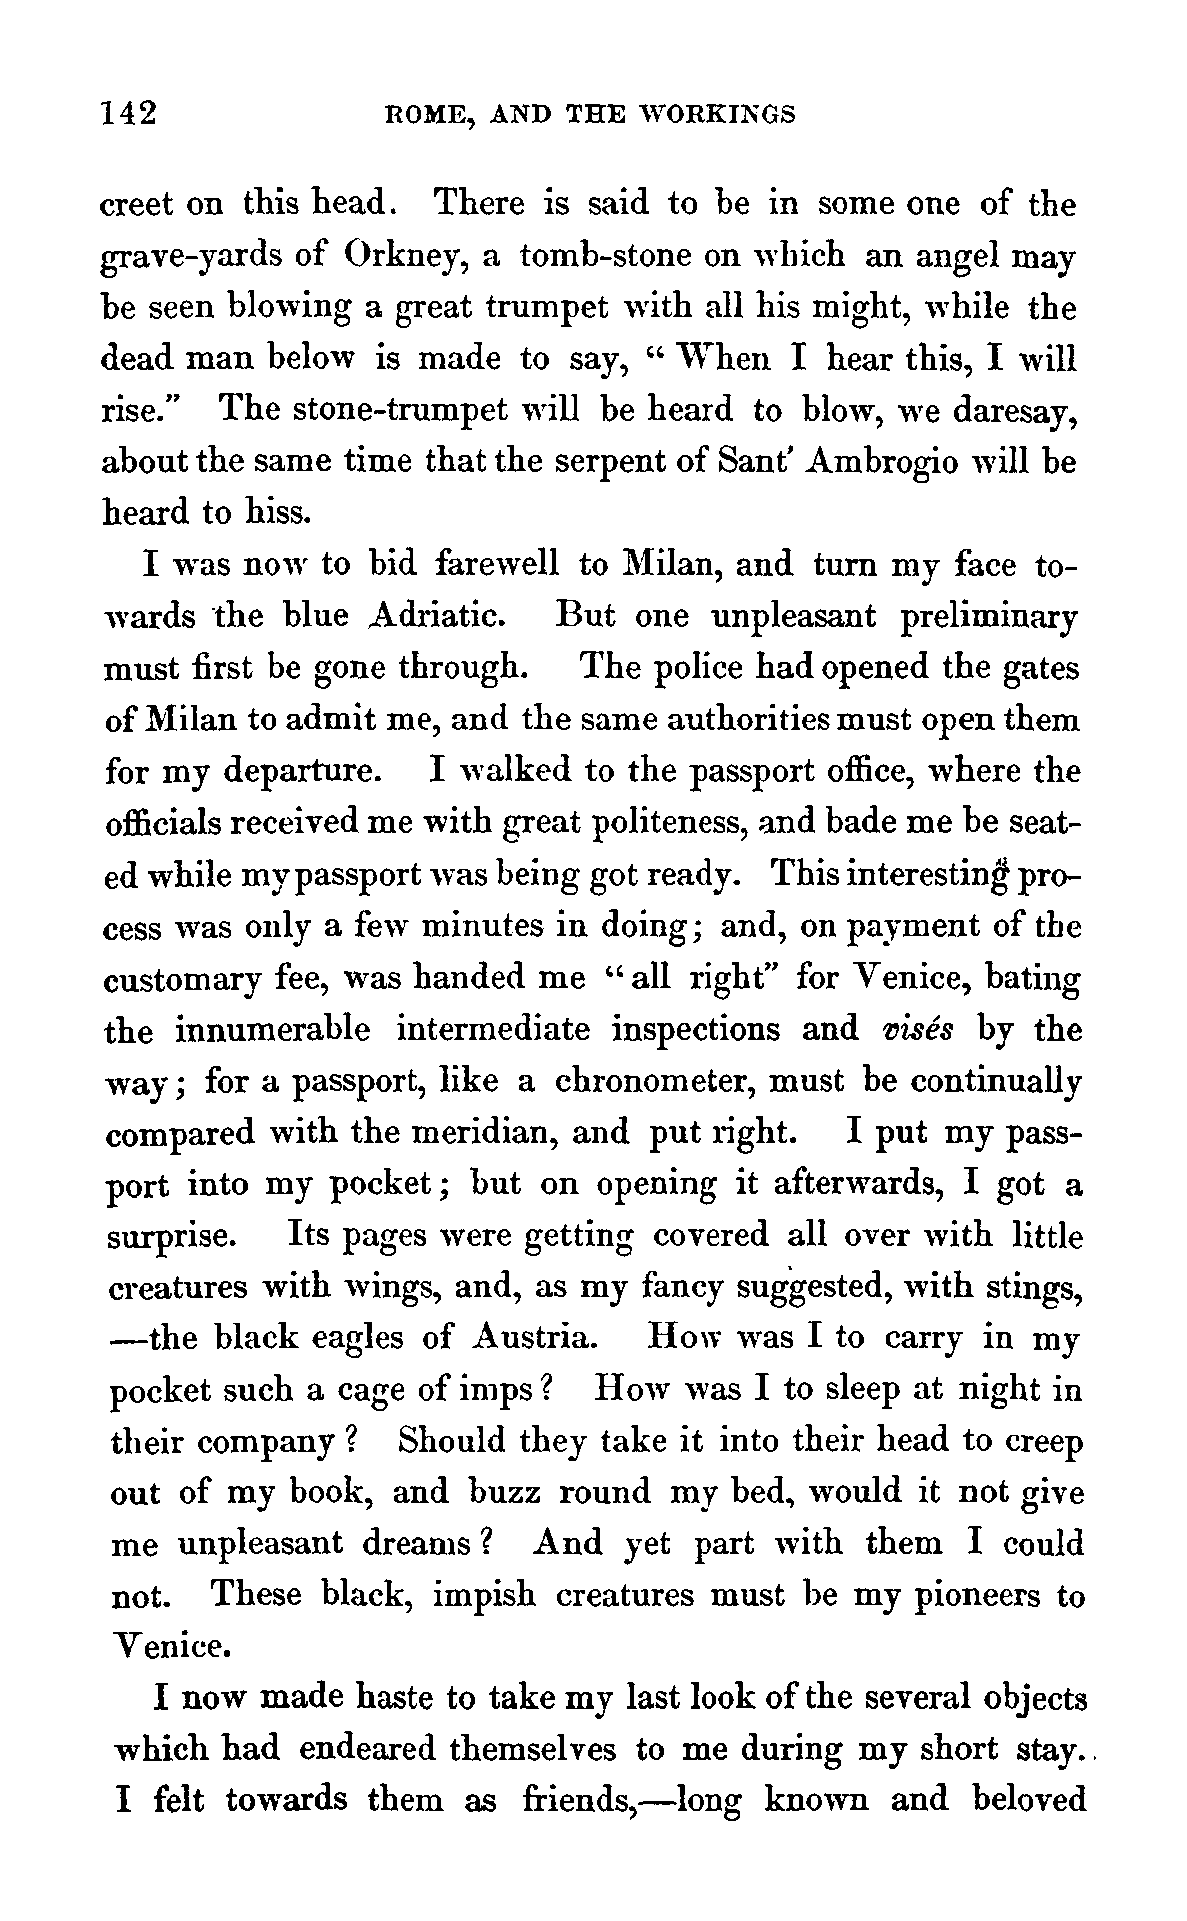 142 ROME, AND THE WORKINGS
creet on this head. There is said to be in some one of the
grave-yards of Orkney, a tomb-stone on which an angel may
be seen blowing a great trumpet with all his might, while the
dead man below is made to say, “ When I hear this, I will
rise.” The stone-trumpet will be heard to blow, we daresay,
about the same time that the serpent of Sant’ Ambrogio will be
heard to hiss.
I was now to bid farewell to Milan, and turn my face to-
wards the blue Adriatic. But one unpleasant preliminary
must first be gone through. The police had opened the gates
of Milan to admit me, and the same authorities must open them
for my departure. I walked to the passport office, where the
officials received me with great politeness, and bade me be seat-
ed while my passport was being got ready. This interesting pro-
cess was only a few minutes in doing; and, on payment of the
customary fee, was handed me “ all right” for Venice, bating
the innumerable intermediate inspections and visés by the
way; for a passport, like a chronometer, must be continually
compared with the meridian, and put right. I put my pass-
port into my pocket; but on opening it afterwards, I got a
surprise. Its pages were getting covered all over with little
creatures with wings, and, as my fancy suggested, with stings,
—the black eagles of Austria. How was I to carry in my
pocket such a cage of imps? How was I to sleep at night in
their company? Should they take it into their head to creep
out of my book, and buzz round my bed, would it not give
me unpleasant dreams? And yet part with them I could
not. These black, impish creatures must be my pioneers to
Venice.
I now made haste to take my last look of the several objects
which had endeared themselves to me during my short stay.
I felt towards them as friends,—long known and beloved